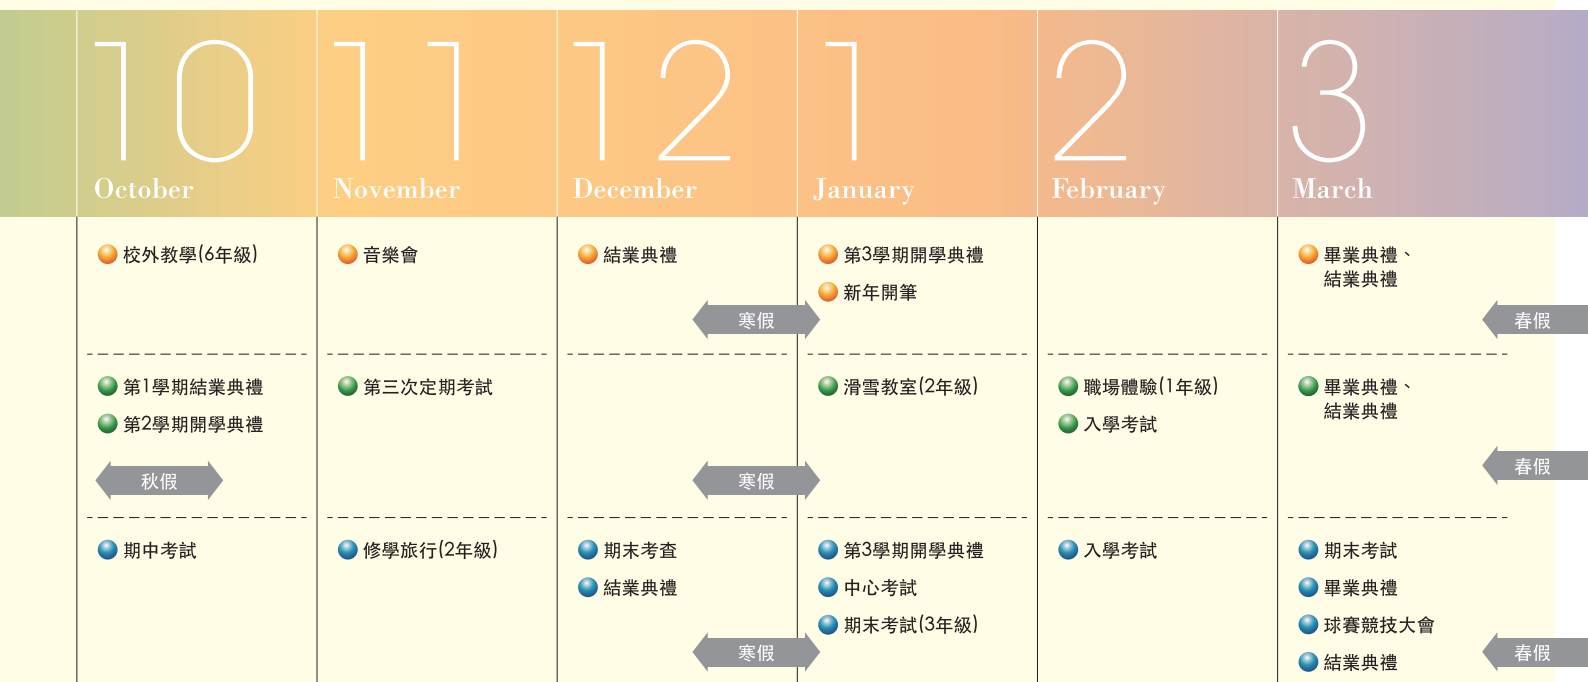 10
October
11
November
12
December
1
January
2
February
3
March
校外教學(6年級)
音樂會
結業典禮
第3學期開學典禮
新年開筆
畢業典禮、
結業典禮
寒假
春假
第1學期結業典禮
第2學期開學典禮
秋假
第三次定期考試
寒假
滑雪教室(2年級)
職場體驗(1年級)
入學考試
畢業典禮、
結業典禮
春假
期中考試
修學旅行(2年級)
期末考查
結業典禮
寒假
第3學期開學典禮
中心考試
期末考試(3年級)
入學考試
期末考試
畢業典禮
球賽競技大會
結業典禮
春假